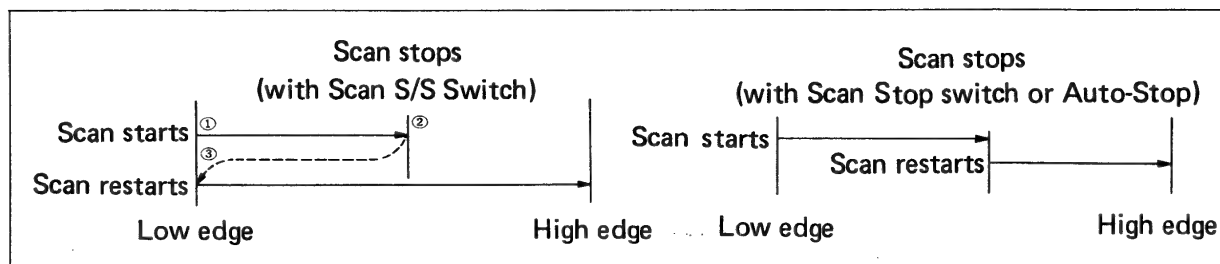 Scan stops
(with Scan S/S Switch)
Scan starts ① ②
③
Scan restarts
Low edge
High edge
Scan stops
(with Scan Stop switch or Auto-Stop)
Scan starts
Scan restarts
Low edge
High edge